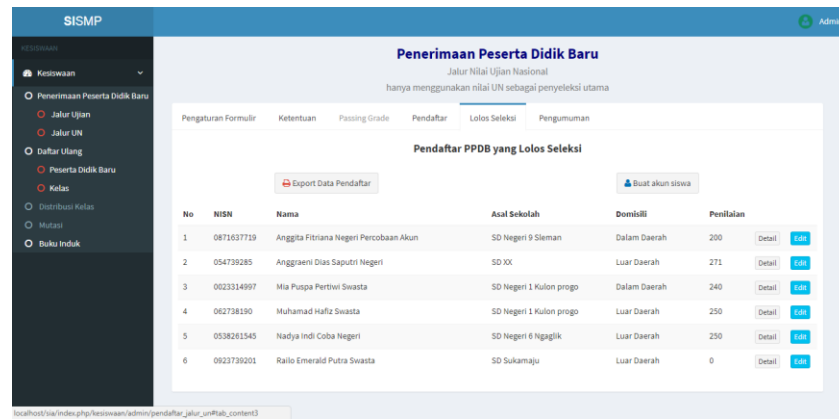 SISMP
Admi
KESISWAAN
Kesiswaan
Penerimaan Peserta Didik Baru
Jalur Ujian
Jalur UN
Daftar Ulang
Peserta Didik Baru
Kelas
Distribusi Kelas
Mutasi
Buku Induk
Penerimaan Peserta Didik Baru
Jalur Nilai Ujian Nasional
hanya menggunakan nilai UN sebagai penyeleksi utama
Pengaturan Formulir Ketentuan Passing Grade Pendaftar Lolos Seleksi Pengumuman
Pendaftar PPDB yang Lolos Seleksi
Export Data Pendaftar Buat akun siswa
No NISN Nama Asal Sekolah Domisili Penilaian
1 0871637719 Anggita Fitriana Negeri Percobaan Akun SD Negeri 9 Sleman Dalam Daerah 200 Detail Edit
2 054739285 Anggraeni Dias Saputri Negeri SD XX Luar Daerah 271 Detail Edit
3 0023314997 Mia Puspa Pertiwi Swasta SD Negeri 1 Kulon progo Dalam Daerah 240 Detail Edit
4 062738190 Muhamad Hafiz Swasta SD Negeri 1 Kulon progo Luar Daerah 250 Detail Edit
5 0538261545 Nadya Indi Coba Negeri SD Negeri 6 Ngaglik Luar Daerah 250 Detail Edit
6 0923739201 Railo Emerald Putra Swasta SD Sukamaju Luar Daerah 0 Detail Edit
localhost/sia/index.php/kesiswaan/admin/pendaftar_jalur_un#tab_content3